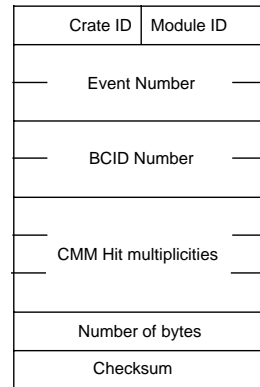 Crate ID Module ID
Event Number
BCID Number
CMM Hit multiplicities
Number of bytes
Checksum